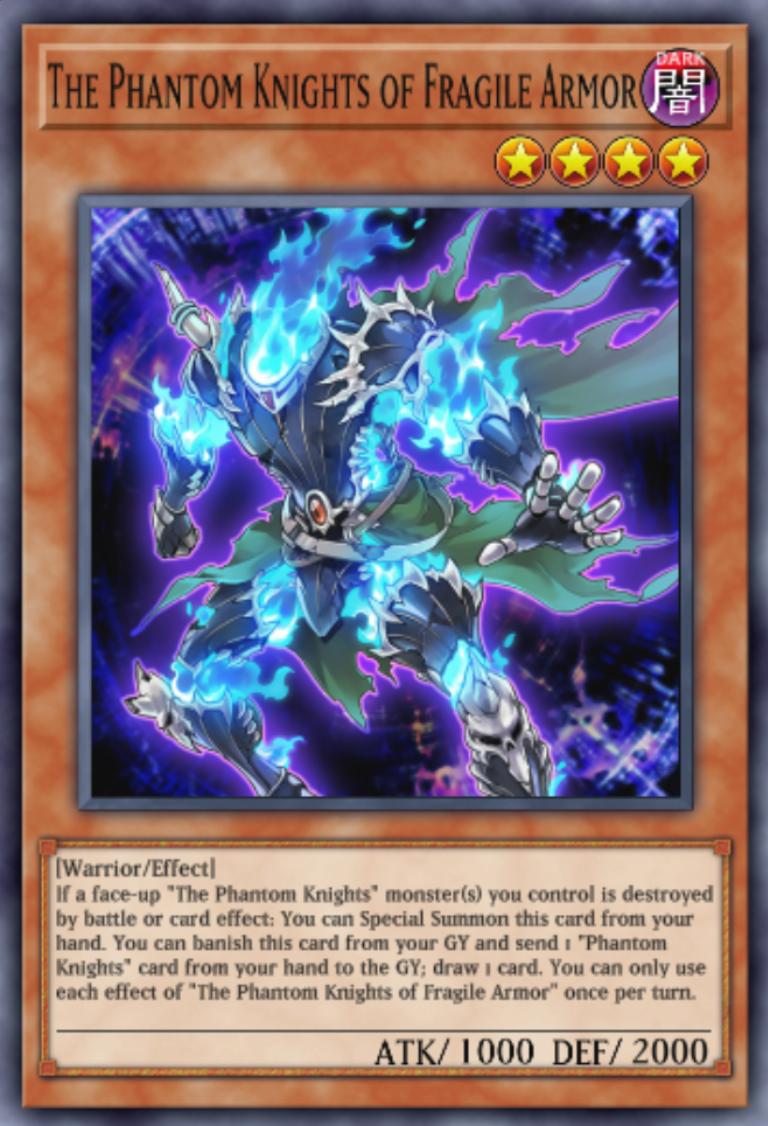 THE PHANTOM KNIGHTS OF FRAGILE ARMOR
DARK
闇
[Warrior/Effect]
If a face-up "The Phantom Knights" monster(s) you control is destroyed
by battle or card effect: You can Special Summon this card from your
hand. You can banish this card from your GY and send 1 "Phantom
Knights" card from your hand to the GY; draw 1 card. You can only use
each effect of "The Phantom Knights of Fragile Armor" once per turn.
ATK/ 1000 DEF/ 2000